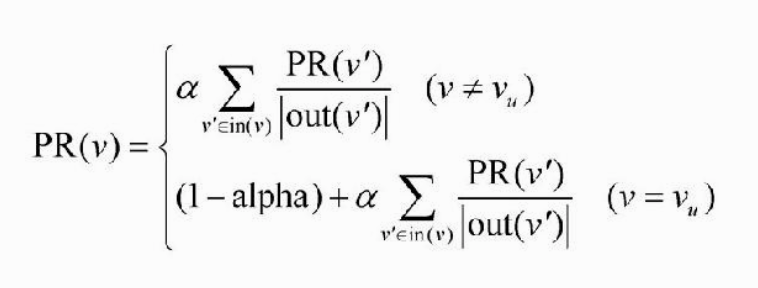 PR(v) = { α ∑_{v'∈in(v)} PR(v') / |out(v')| (v ≠ v_u)
(1 − alpha) + α ∑_{v'∈in(v)} PR(v') / |out(v')| (v = v_u)